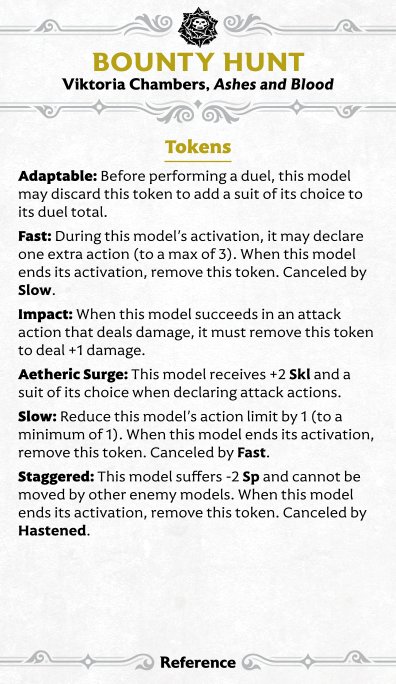 BOUNTY HUNT
Viktoria Chambers, Ashes and Blood
Tokens
Adaptable: Before performing a duel, this model
may discard this token to add a suit of its choice to
its duel total.
Fast: During this model’s activation, it may declare
one extra action (to a max of 3). When this model
ends its activation, remove this token. Canceled by
Slow.
Impact: When this model succeeds in an attack
action that deals damage, it must remove this token
to deal +1 damage.
Aetheric Surge: This model receives +2 Skl and a
suit of its choice when declaring attack actions.
Slow: Reduce this model’s action limit by 1 (to a
minimum of 1). When this model ends its activation,
remove this token. Canceled by Fast.
Staggered: This model suffers -2 Sp and cannot be
moved by other enemy models. When this model
ends its activation, remove this token. Canceled by
Hastened.
Reference